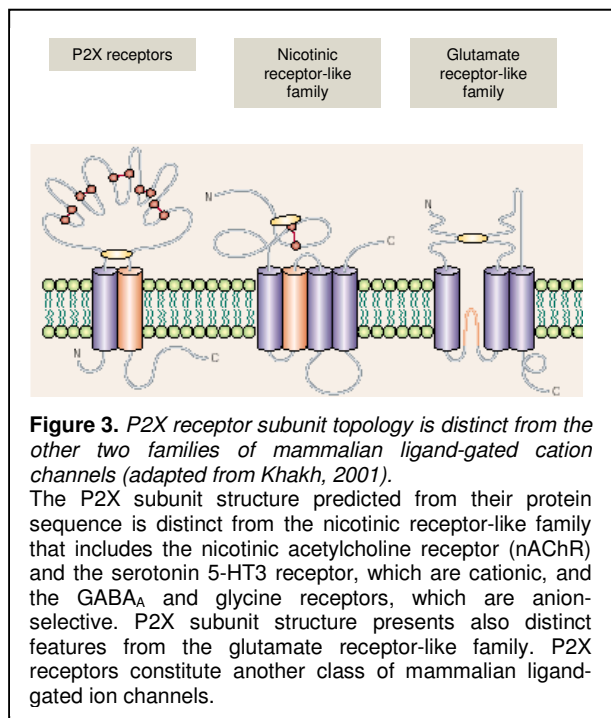 P2X receptors
Nicotinic
receptor-like
family
Glutamate
receptor-like
family
N
C
N
C
N
C
Figure 3. P2X receptor subunit topology is distinct from the
other two families of mammalian ligand-gated cation
channels (adapted from Khakh, 2001).
The P2X subunit structure predicted from their protein
sequence is distinct from the nicotinic receptor-like family
that includes the nicotinic acetylcholine receptor (nAChR)
and the serotonin 5-HT3 receptor, which are cationic, and
the GABAA and glycine receptors, which are anion-
selective. P2X subunit structure presents also distinct
features from the glutamate receptor-like family. P2X
receptors constitute another class of mammalian ligand-
gated ion channels.